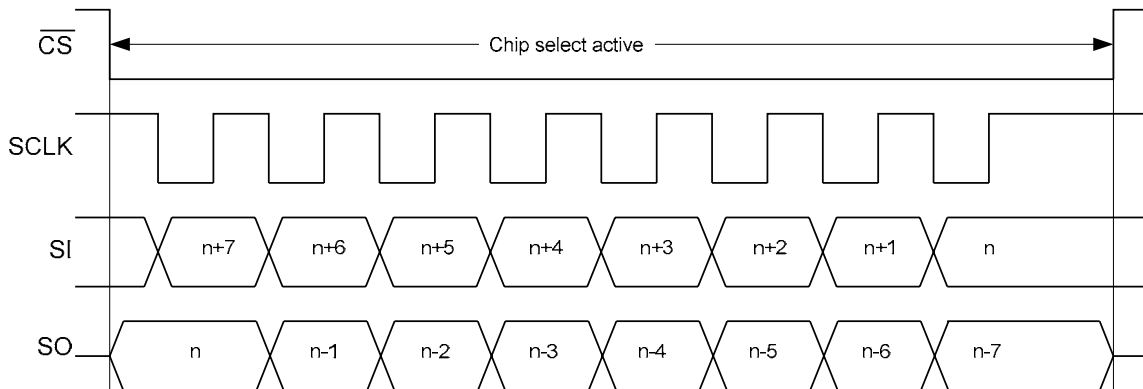 C̅S̅ Chip select active
SCLK
SI n+7 n+6 n+5 n+4 n+3 n+2 n+1 n
SO n n-1 n-2 n-3 n-4 n-5 n-6 n-7